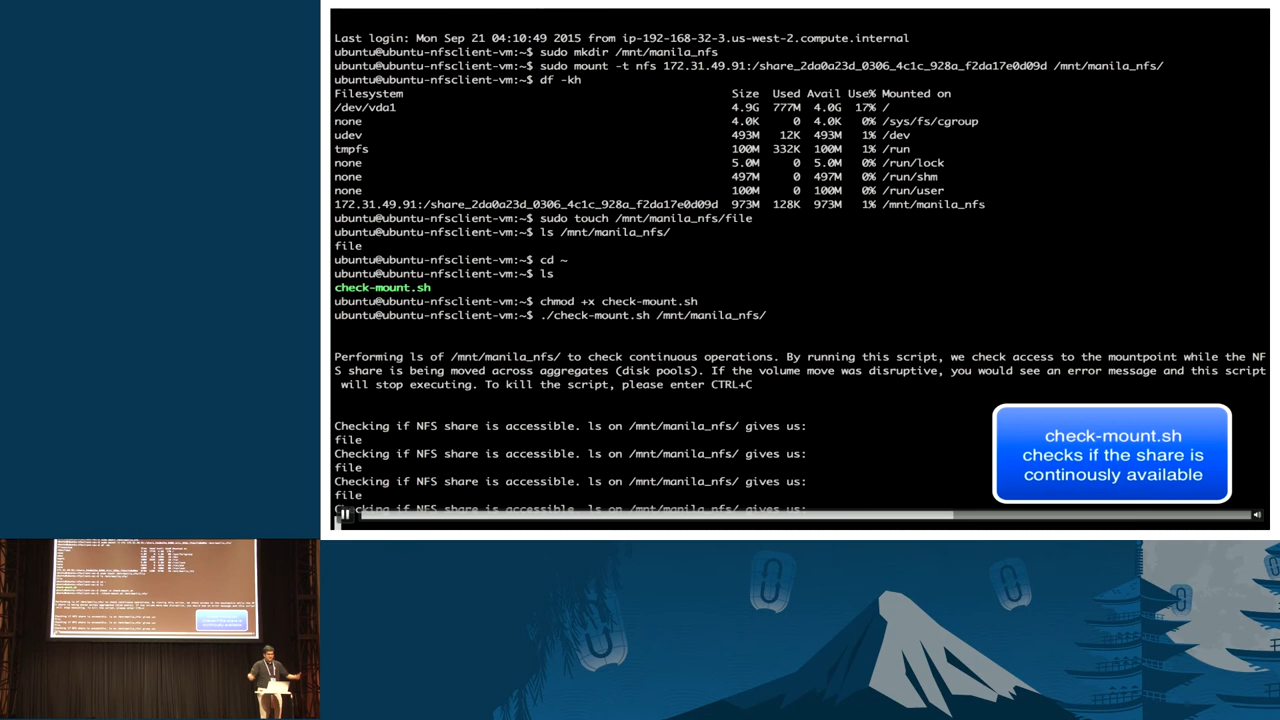 Last login: Mon Sep 21 04:10:49 2015 from ip-192-168-32-3.us-west-2.compute.internal
ubuntu@ubuntu-nfsclient-vm:~$ sudo mkdir /mnt/manila_nfs
ubuntu@ubuntu-nfsclient-vm:~$ sudo mount -t nfs 172.31.49.91:/share_2da0a23d_0306_4c1c_928a_f2da17e0d09d /mnt/manila_nfs/
ubuntu@ubuntu-nfsclient-vm:~$ df -kh
Filesystem Size Used Avail Use% Mounted on
/dev/vda1 4.9G 777M 4.0G 17% /
none 4.0K 0 4.0K 0% /sys/fs/cgroup
udev 493M 12K 493M 1% /dev
tmpfs 100M 332K 100M 1% /run
none 5.0M 0 5.0M 0% /run/lock
none 497M 0 497M 0% /run/shm
none 100M 0 100M 0% /run/user
172.31.49.91:/share_2da0a23d_0306_4c1c_928a_f2da17e0d09d 973M 128K 973M 1% /mnt/manila_nfs
ubuntu@ubuntu-nfsclient-vm:~$ sudo touch /mnt/manila_nfs/file
ubuntu@ubuntu-nfsclient-vm:~$ ls /mnt/manila_nfs/
file
ubuntu@ubuntu-nfsclient-vm:~$ cd ~
ubuntu@ubuntu-nfsclient-vm:~$ ls
check-mount.sh
ubuntu@ubuntu-nfsclient-vm:~$ chmod +x check-mount.sh
ubuntu@ubuntu-nfsclient-vm:~$ ./check-mount.sh /mnt/manila_nfs/
Performing ls of /mnt/manila_nfs/ to check continuous operations. By running this script, we check access to the mountpoint while the NF
S share is being moved across aggregates (disk pools). If the volume move was disruptive, you would see an error message and this script
will stop executing. To kill the script, please enter CTRL+C
Checking if NFS share is accessible. ls on /mnt/manila_nfs/ gives us:
file
Checking if NFS share is accessible. ls on /mnt/manila_nfs/ gives us:
file
Checking if NFS share is accessible. ls on /mnt/manila_nfs/ gives us:
file
Checking if NFS share is accessible. ls on /mnt/manila_nfs/ gives us:
check-mount.sh
checks if the share is
continously available